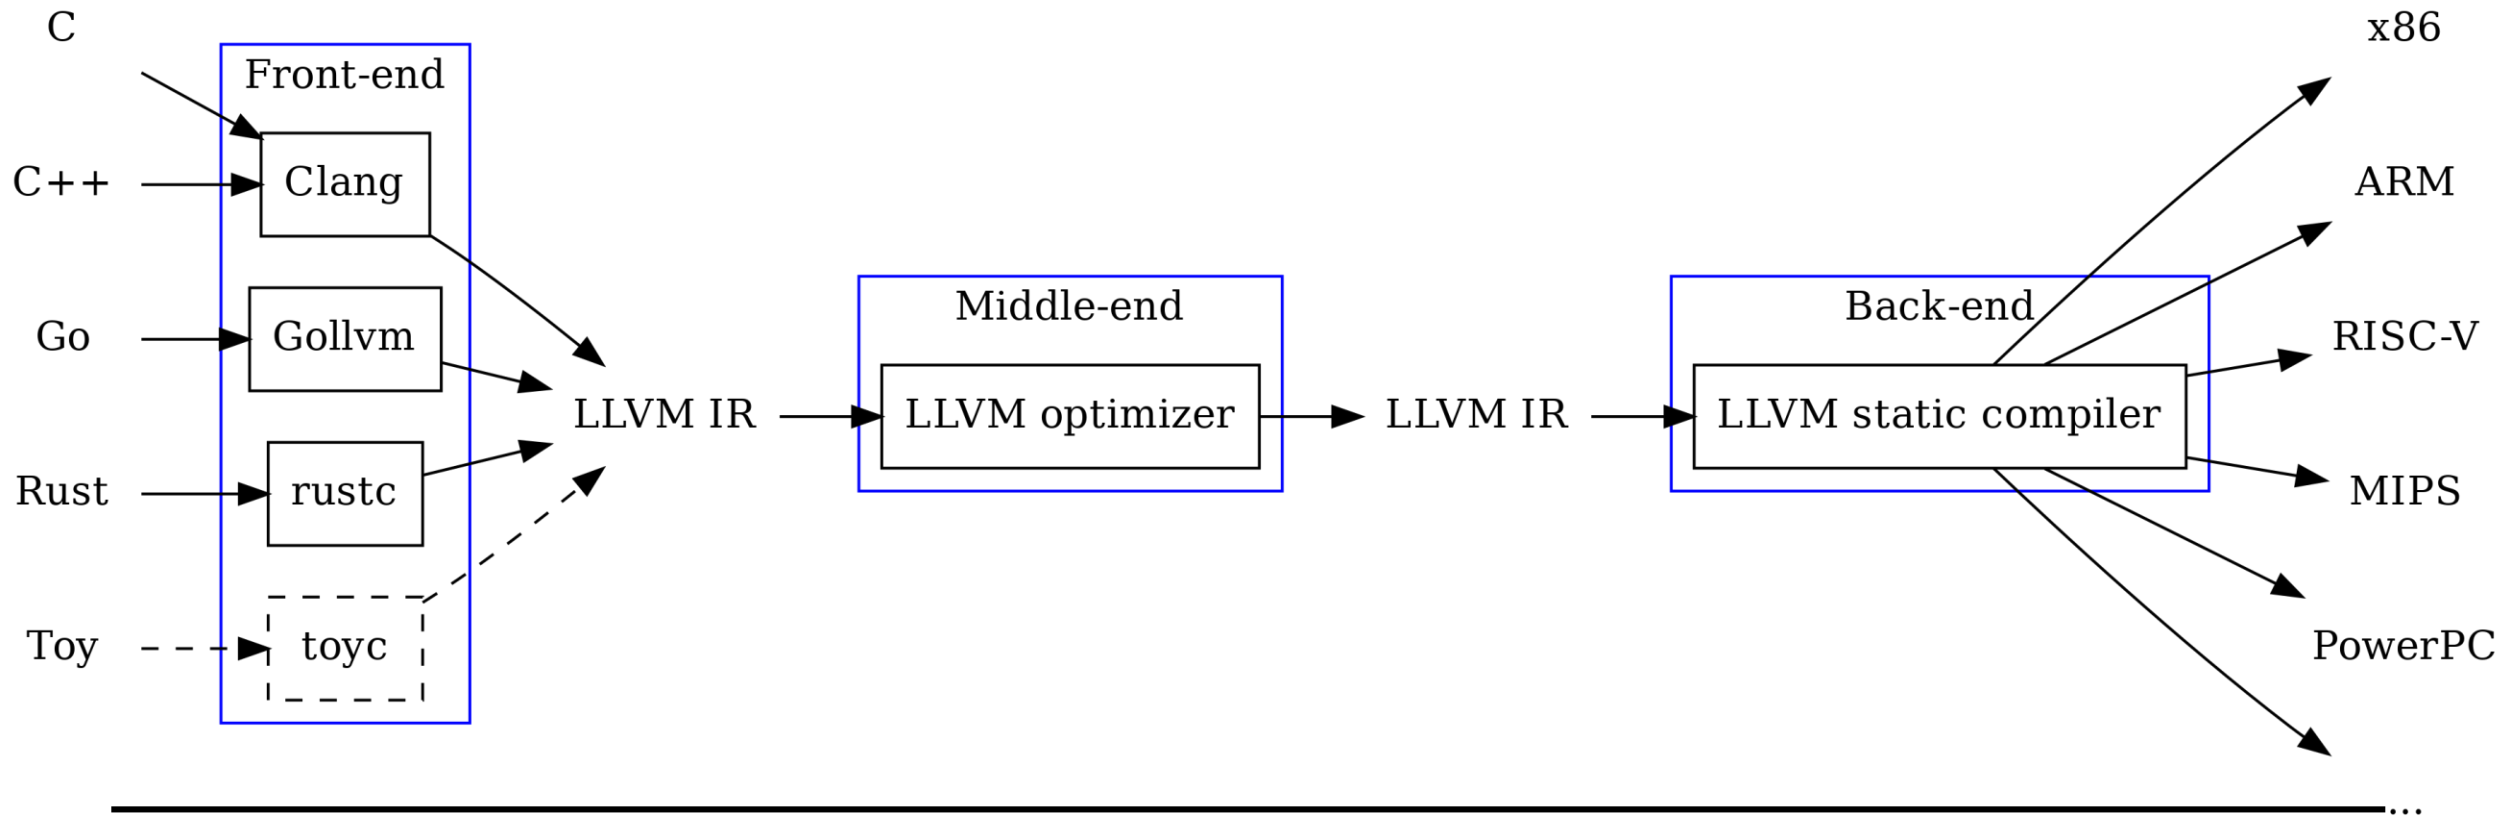 C
C++
Go
Rust
Toy
Front-end
Clang
Gollvm
rustc
toyc
LLVM IR
Middle-end
LLVM optimizer
LLVM IR
Back-end
LLVM static compiler
x86
ARM
RISC-V
MIPS
PowerPC
...